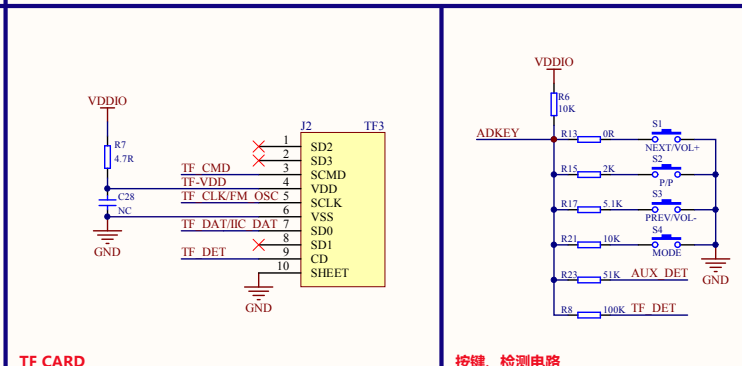 VDDIO
R7
4.7R
C28
NC
GND
J2 TF3
1 SD2
2 SD3
TF_CMD 3 SCMD
TF-VDD 4 VDD
TF_CLK/FM_OSC 5 SCLK
6 VSS
TF_DAT/IIC_DAT 7 SD0
8 SD1
TF_DET 9 CD
10 SHEET
GND
TF CARD
VDDIO
R6
10K
ADKEY
R13 0R S1
NEXT/VOL+
R15 2K S2
P/P
R17 5.1K S3
PREV/VOL-
R21 10K S4
MODE
GND
R23 51K AUX_DET
R8 100K TF_DET
按键、检测电路